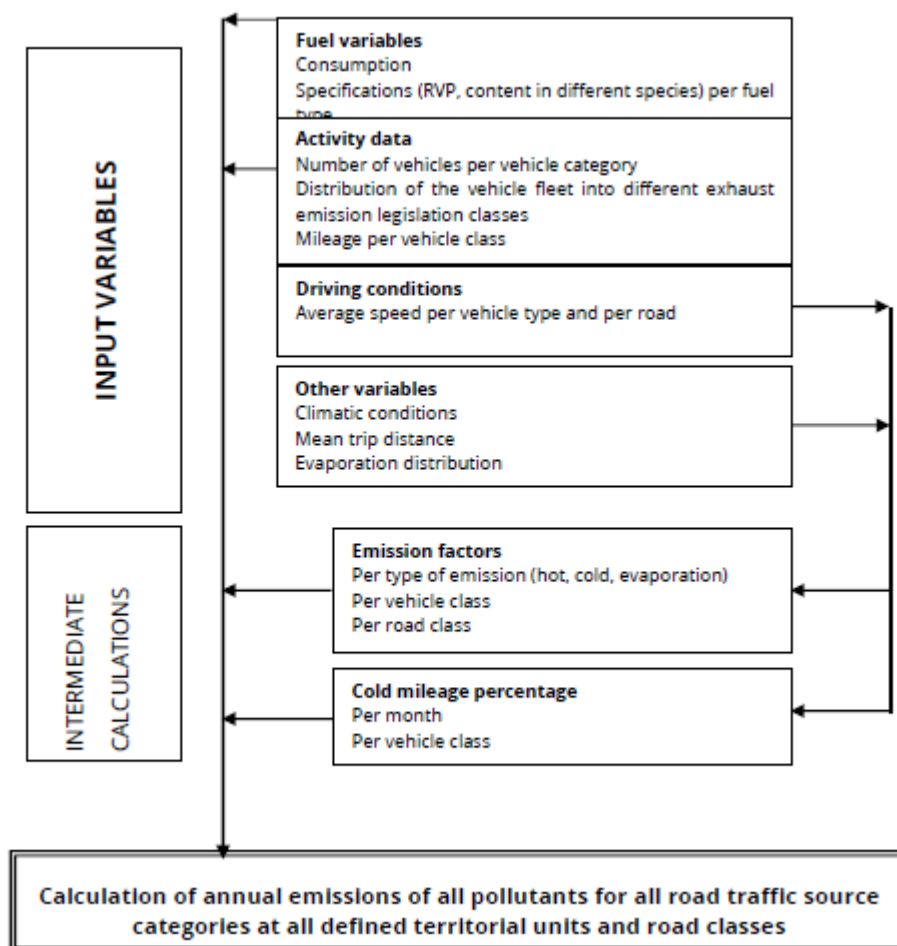 Fuel variables
Consumption
Specifications (RVP, content in different species) per fuel
type
Activity data
Number of vehicles per vehicle category
Distribution of the vehicle fleet into different exhaust
emission legislation classes
Mileage per vehicle class
Driving conditions
Average speed per vehicle type and per road
Other variables
Climatic conditions
Mean trip distance
Evaporation distribution
INPUT VARIABLES
Emission factors
Per type of emission (hot, cold, evaporation)
Per vehicle class
Per road class
Cold mileage percentage
Per month
Per vehicle class
INTERMEDIATE
CALCULATIONS
Calculation of annual emissions of all pollutants for all road traffic source
categories at all defined territorial units and road classes